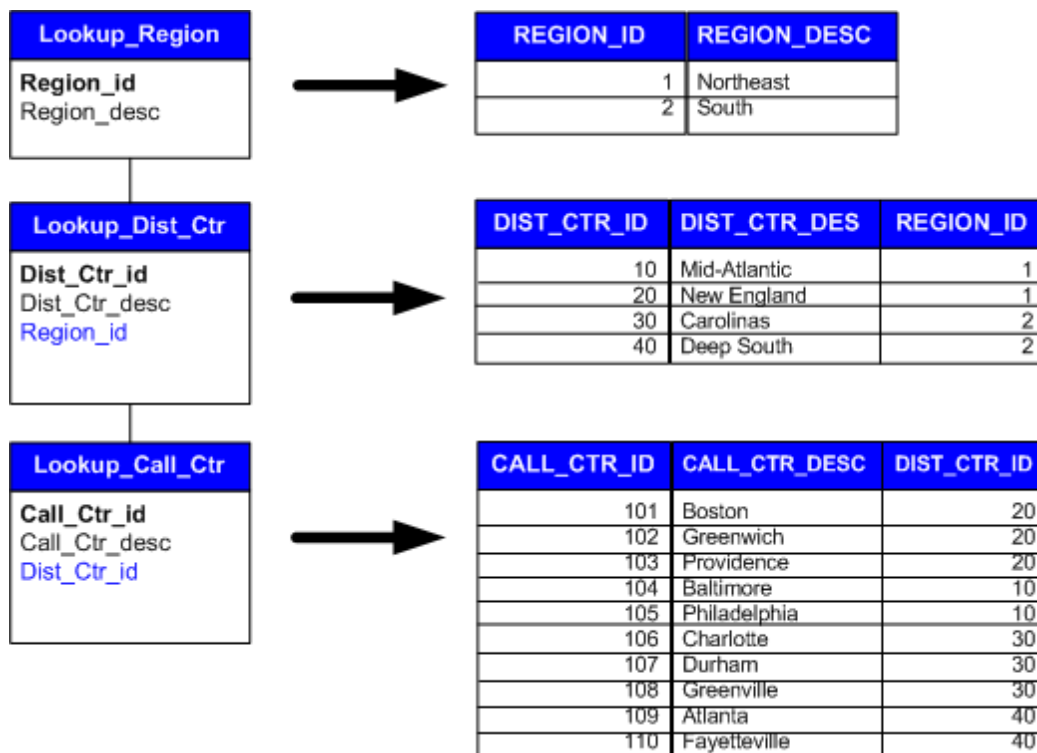 Lookup_Region
Region_id
Region_desc
REGION_ID REGION_DESC
1 Northeast
2 South
Lookup_Dist_Ctr
Dist_Ctr_id
Dist_Ctr_desc
Region_id
DIST_CTR_ID DIST_CTR_DES REGION_ID
10 Mid-Atlantic 1
20 New England 1
30 Carolinas 2
40 Deep South 2
Lookup_Call_Ctr
Call_Ctr_id
Call_Ctr_desc
Dist_Ctr_id
CALL_CTR_ID CALL_CTR_DESC DIST_CTR_ID
101 Boston 20
102 Greenwich 20
103 Providence 20
104 Baltimore 10
105 Philadelphia 10
106 Charlotte 30
107 Durham 30
108 Greenville 30
109 Atlanta 40
110 Fayetteville 40